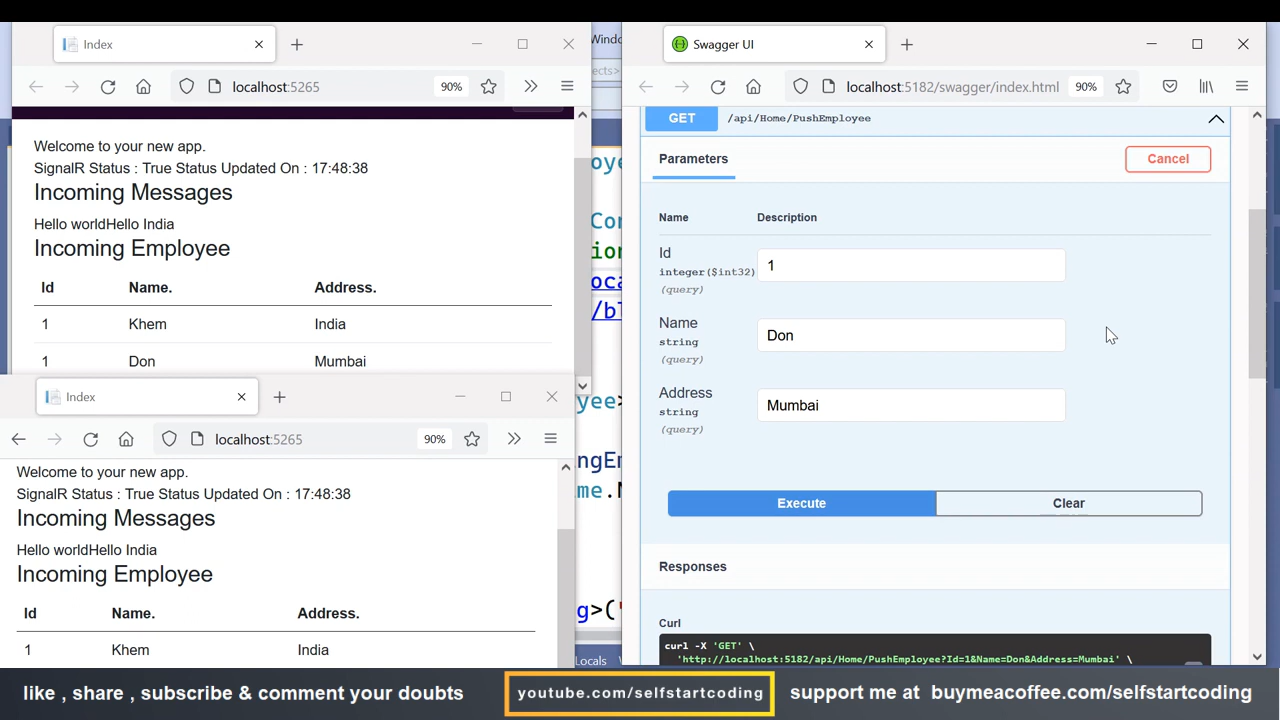 Index
localhost:5265
90%
Welcome to your new app.
SignalR Status : True Status Updated On : 17:48:38
Incoming Messages
Hello worldHello India
Incoming Employee
Id Name. Address.
1 Khem India
1 Don Mumbai
Index
localhost:5265
90%
Welcome to your new app.
SignalR Status : True Status Updated On : 17:48:38
Incoming Messages
Hello worldHello India
Incoming Employee
Id Name. Address.
1 Khem India
Locals
Swagger UI
localhost:5182/swagger/index.html
90%
GET /api/Home/PushEmployee
Parameters
Cancel
Name Description
Id
integer($int32)
(query)
1
Name
string
(query)
Don
Address
string
(query)
Mumbai
Execute
Clear
Responses
Curl
curl -X 'GET' \
'http://localhost:5182/api/Home/PushEmployee?Id=1&Name=Don&Address=Mumbai' \
like , share , subscribe & comment your doubts
youtube.com/selfstartcoding
support me at buymeacoffee.com/selfstartcoding